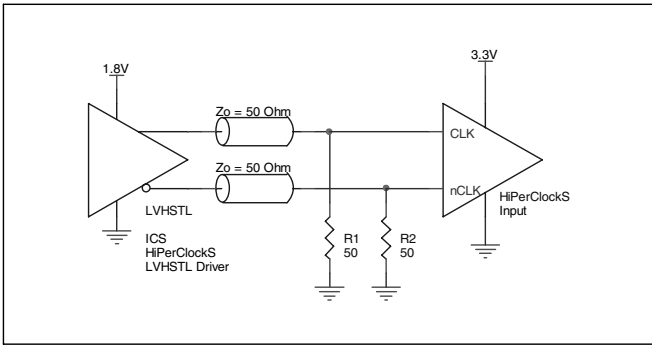 1.8V
3.3V
Zo = 50 Ohm
CLK
Zo = 50 Ohm
nCLK
HiPerClockS
Input
LVHSTL
ICS
HiPerClockS
LVHSTL Driver
R1
50
R2
50